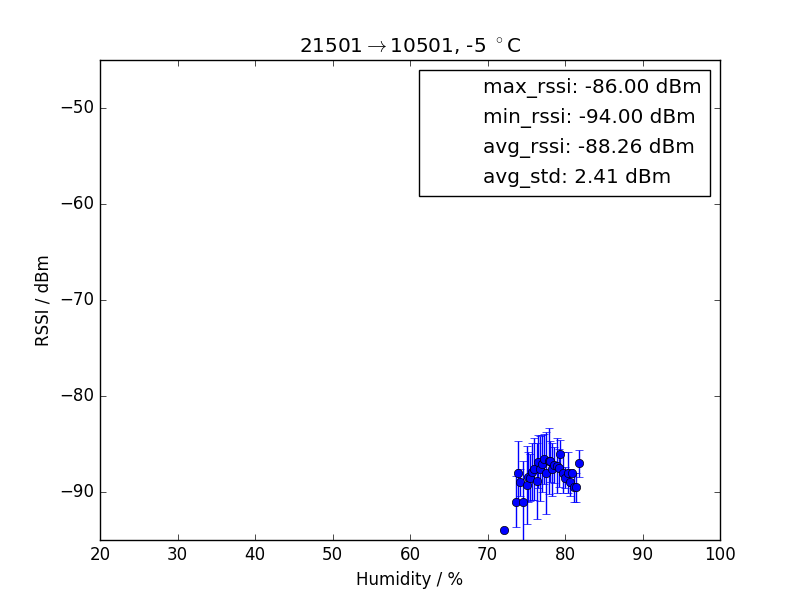 21501→10501, -5 °C
max_rssi: -86.00 dBm
min_rssi: -94.00 dBm
avg_rssi: -88.26 dBm
avg_std: 2.41 dBm
RSSI / dBm
−50
−60
−70
−80
−90
20 30 40 50 60 70 80 90 100
Humidity / %